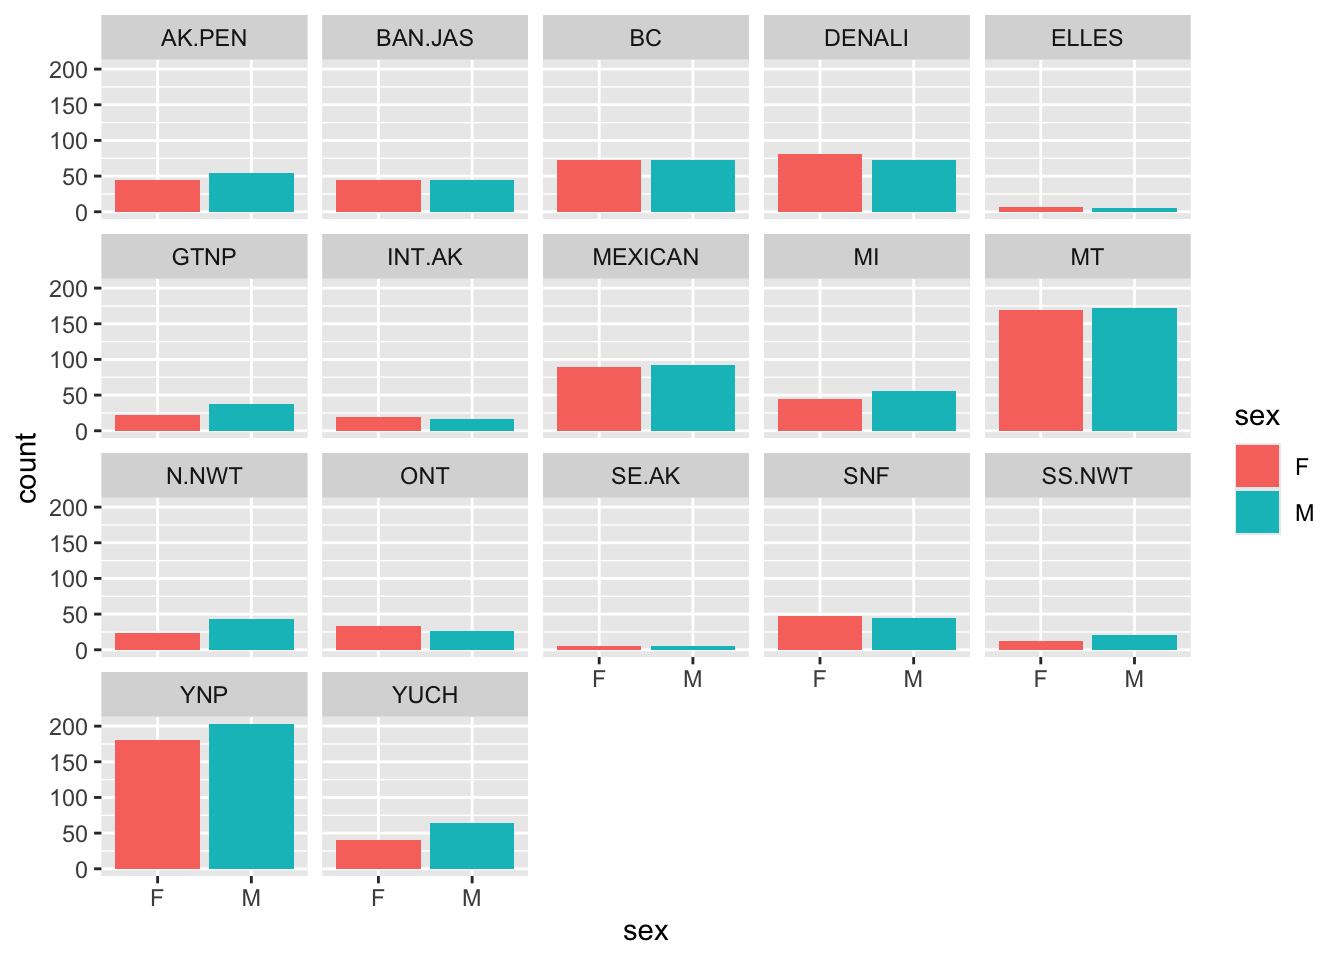 AK.PEN BAN.JAS BC DENALI ELLES
200
150
100
50
0
GTNP INT.AK MEXICAN MI MT
200
150
100
50
0
N.NWT ONT SE.AK SNF SS.NWT
200
150
100
50
0
F M F M F M
YNP YUCH
200
150
100
50
0
F M F M
sex
count
sex
F
M